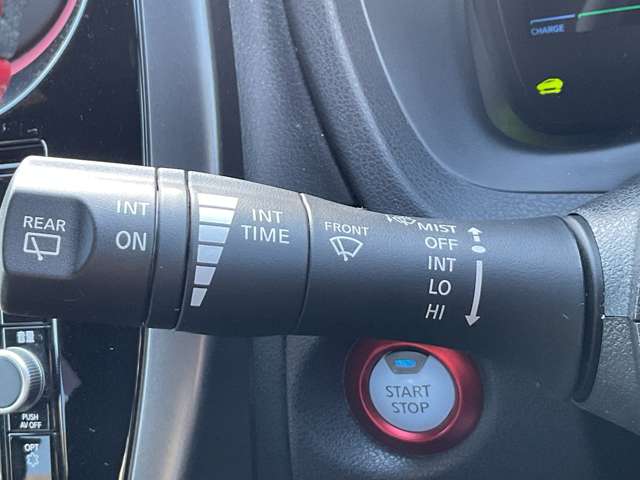 CHARGE
REAR
INT
ON
INT
TIME
FRONT
MIST
OFF
INT
LO
HI
START
STOP
PUSH
AV OFF
OPT